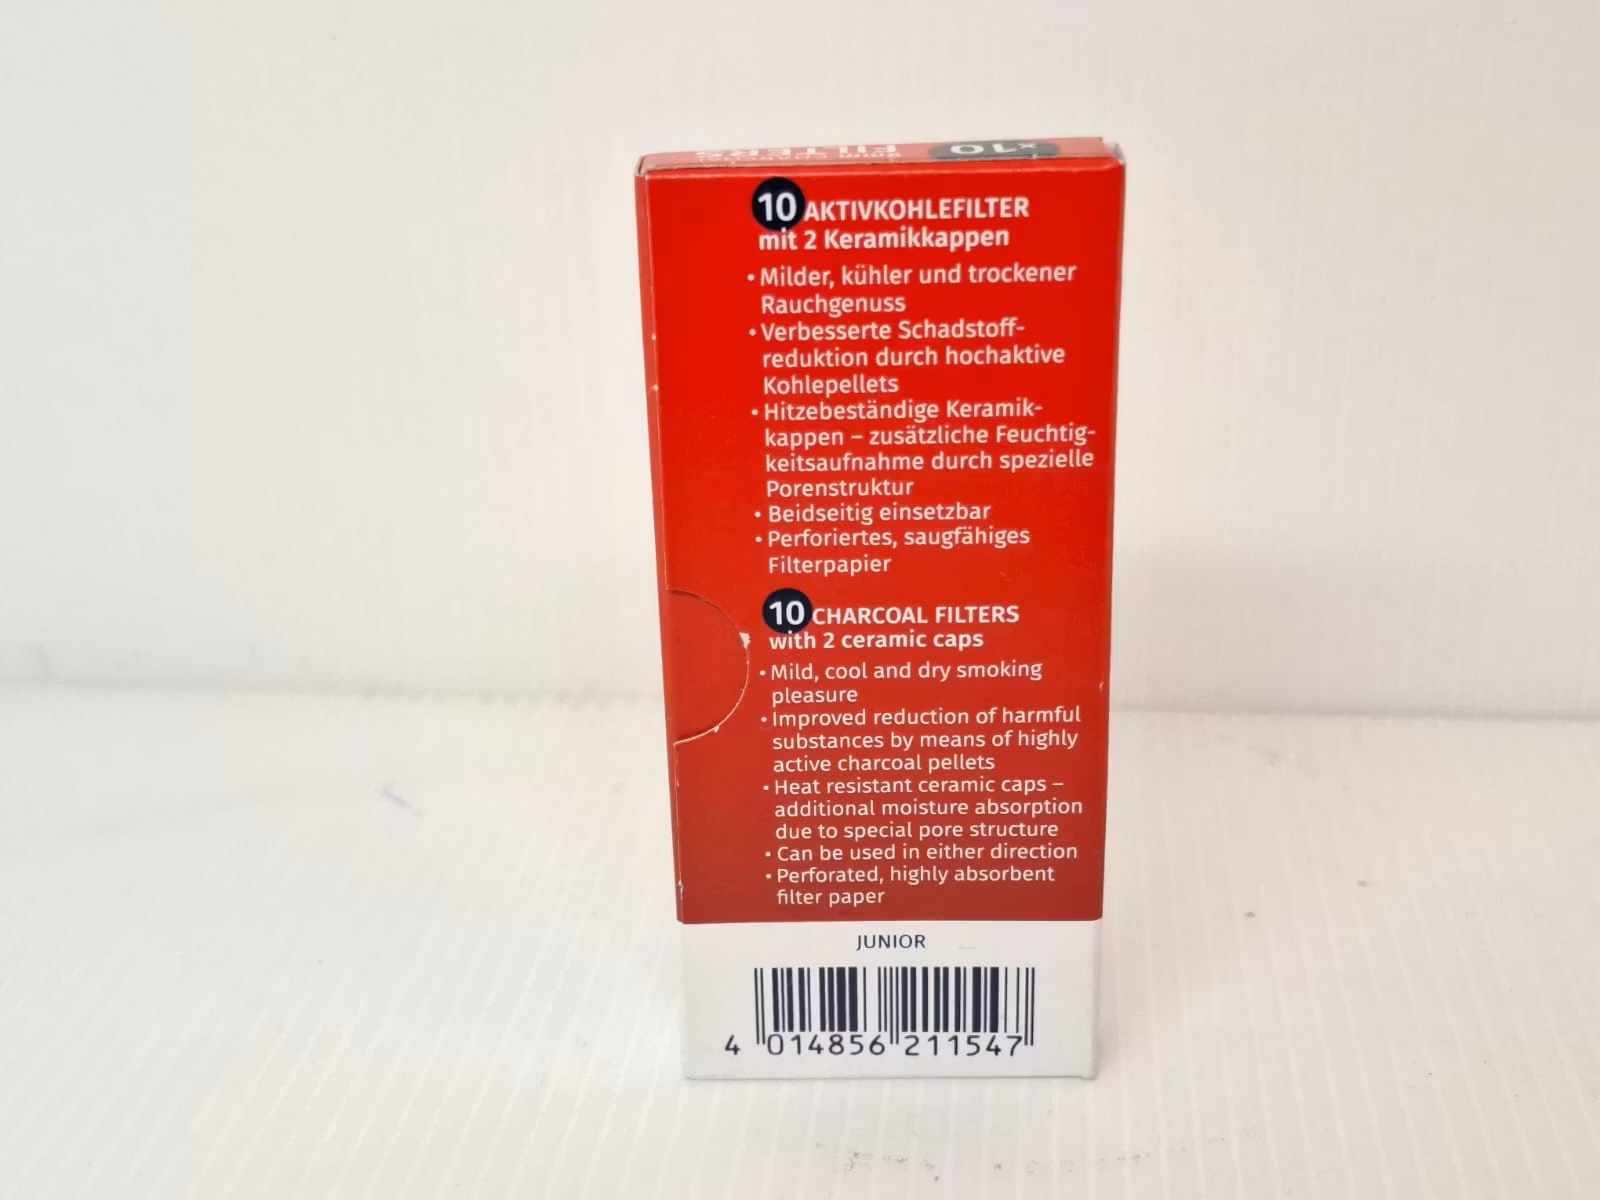 x10
9mm CHARCOAL
FILTERS
10 AKTIVKOHLEFILTER
mit 2 Keramikkappen
• Milder, kühler und trockener
Rauchgenuss
• Verbesserte Schadstoff-
reduktion durch hochaktive
Kohlepellets
• Hitzebeständige Keramik-
kappen – zusätzliche Feuchtig-
keitsaufnahme durch spezielle
Porenstruktur
• Beidseitig einsetzbar
• Perforiertes, saugfähiges
Filterpapier
10 CHARCOAL FILTERS
with 2 ceramic caps
• Mild, cool and dry smoking
pleasure
• Improved reduction of harmful
substances by means of highly
active charcoal pellets
• Heat resistant ceramic caps –
additional moisture absorption
due to special pore structure
• Can be used in either direction
• Perforated, highly absorbent
filter paper
JUNIOR
4 014856 211547